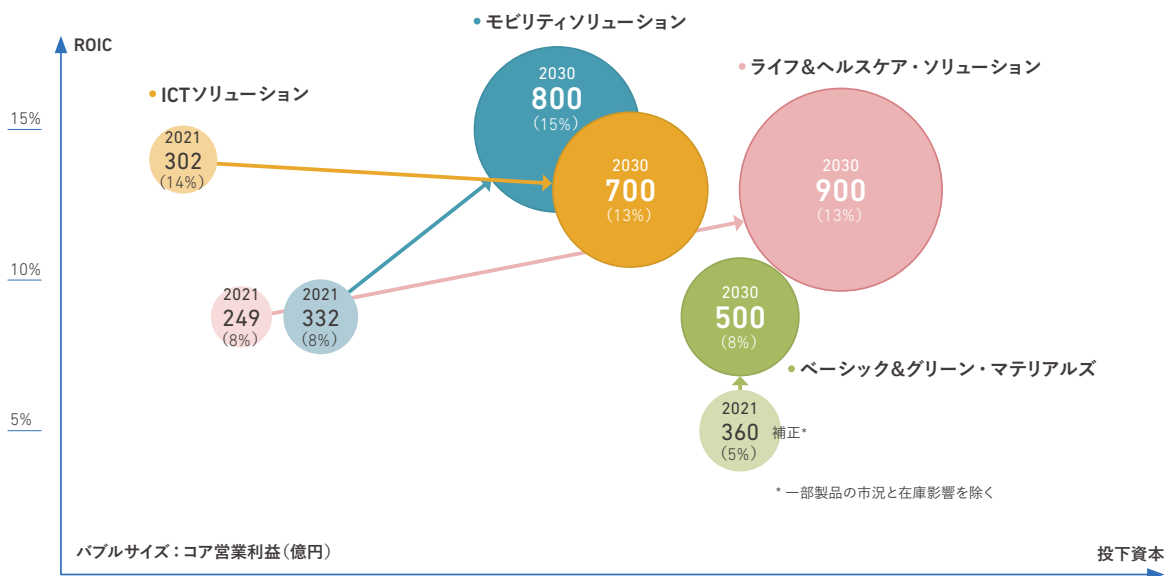 モビリティソリューション
ROIC
ライフ&ヘルスケア・ソリューション
ICTソリューション
2030
800
(15%)
15%
2021
302
(14%)
2030
700
(13%)
2030
900
(13%)
10%
2021
249
(8%)
2021
332
(8%)
2030
500
(8%)
ベーシック&グリーン・マテリアルズ
5%
2021
360 補正*
(5%)
* 一部製品の市況と在庫影響を除く
バブルサイズ：コア営業利益(億円)
投下資本